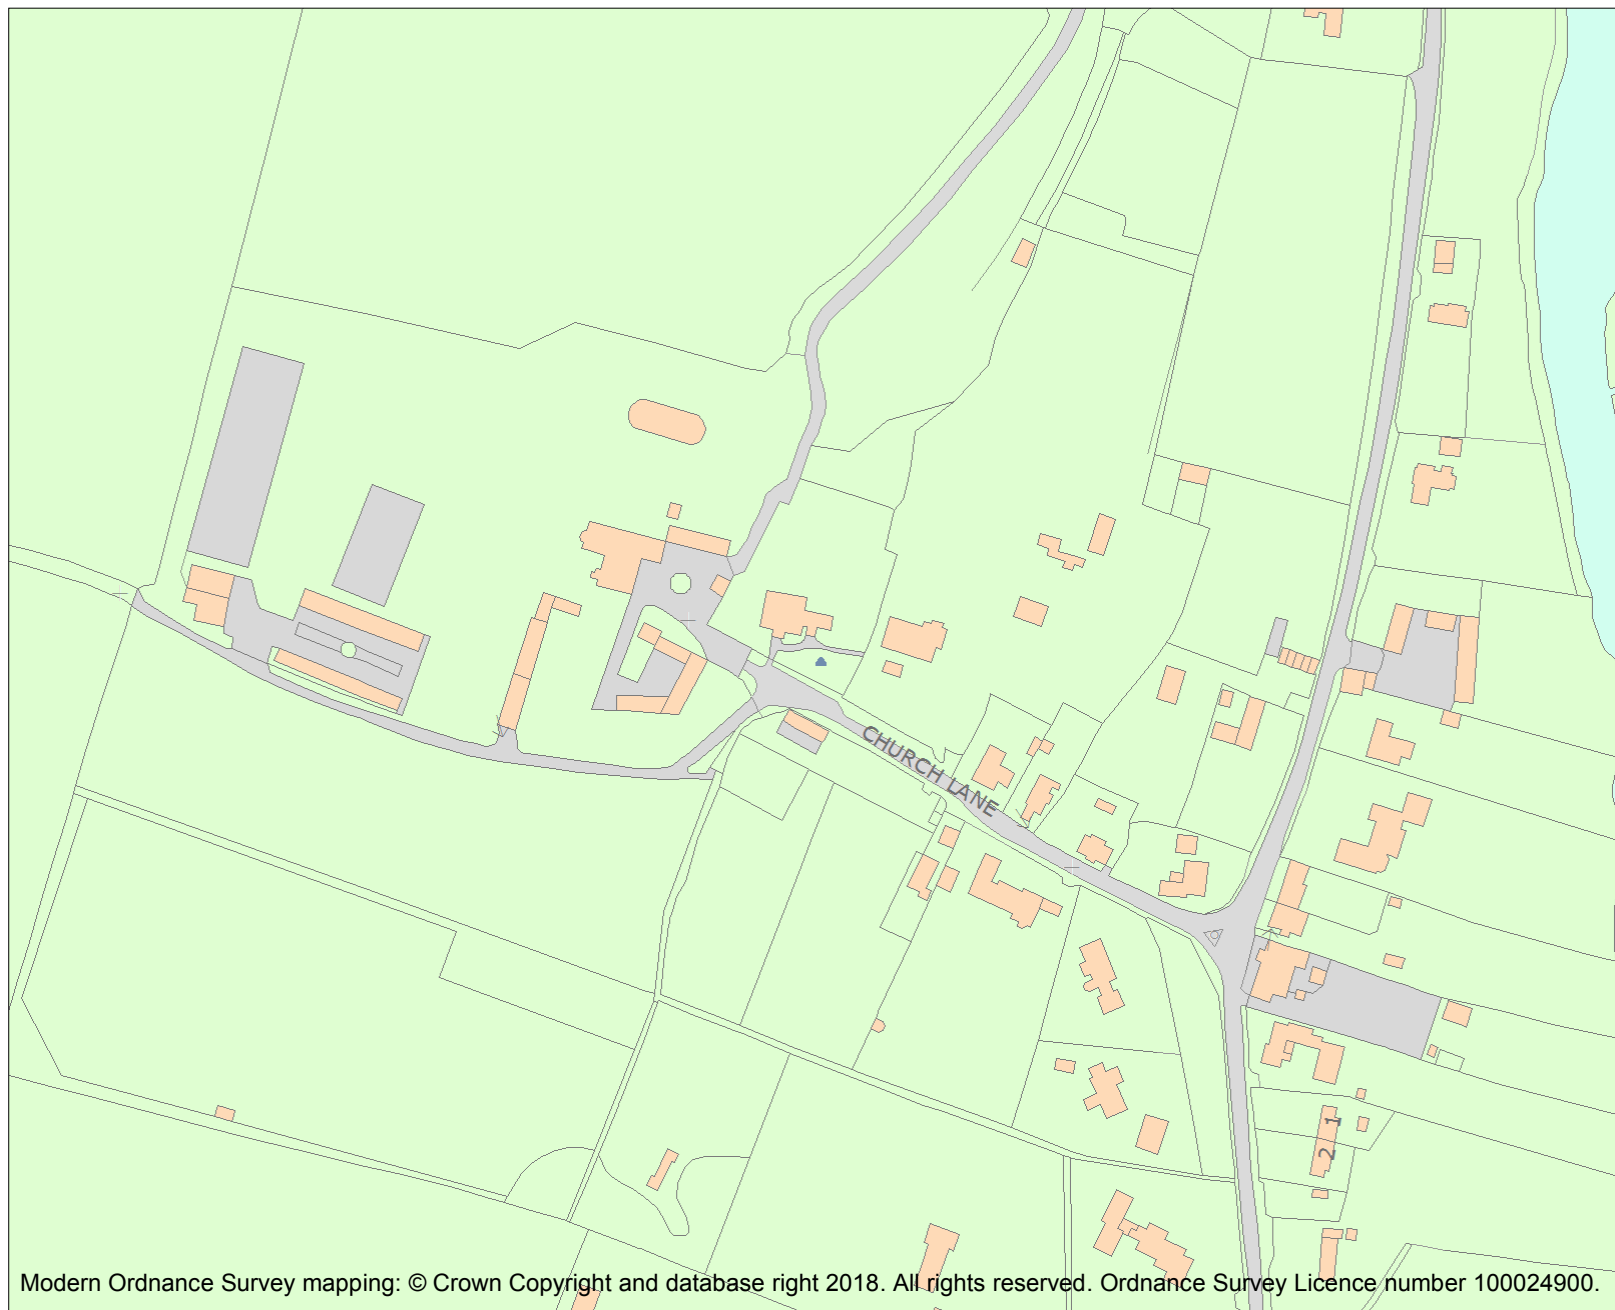 CHURCH LANE
1
2
Modern Ordnance Survey mapping: © Crown Copyright and database right 2018. All rights reserved. Ordnance Survey Licence number 100024900.